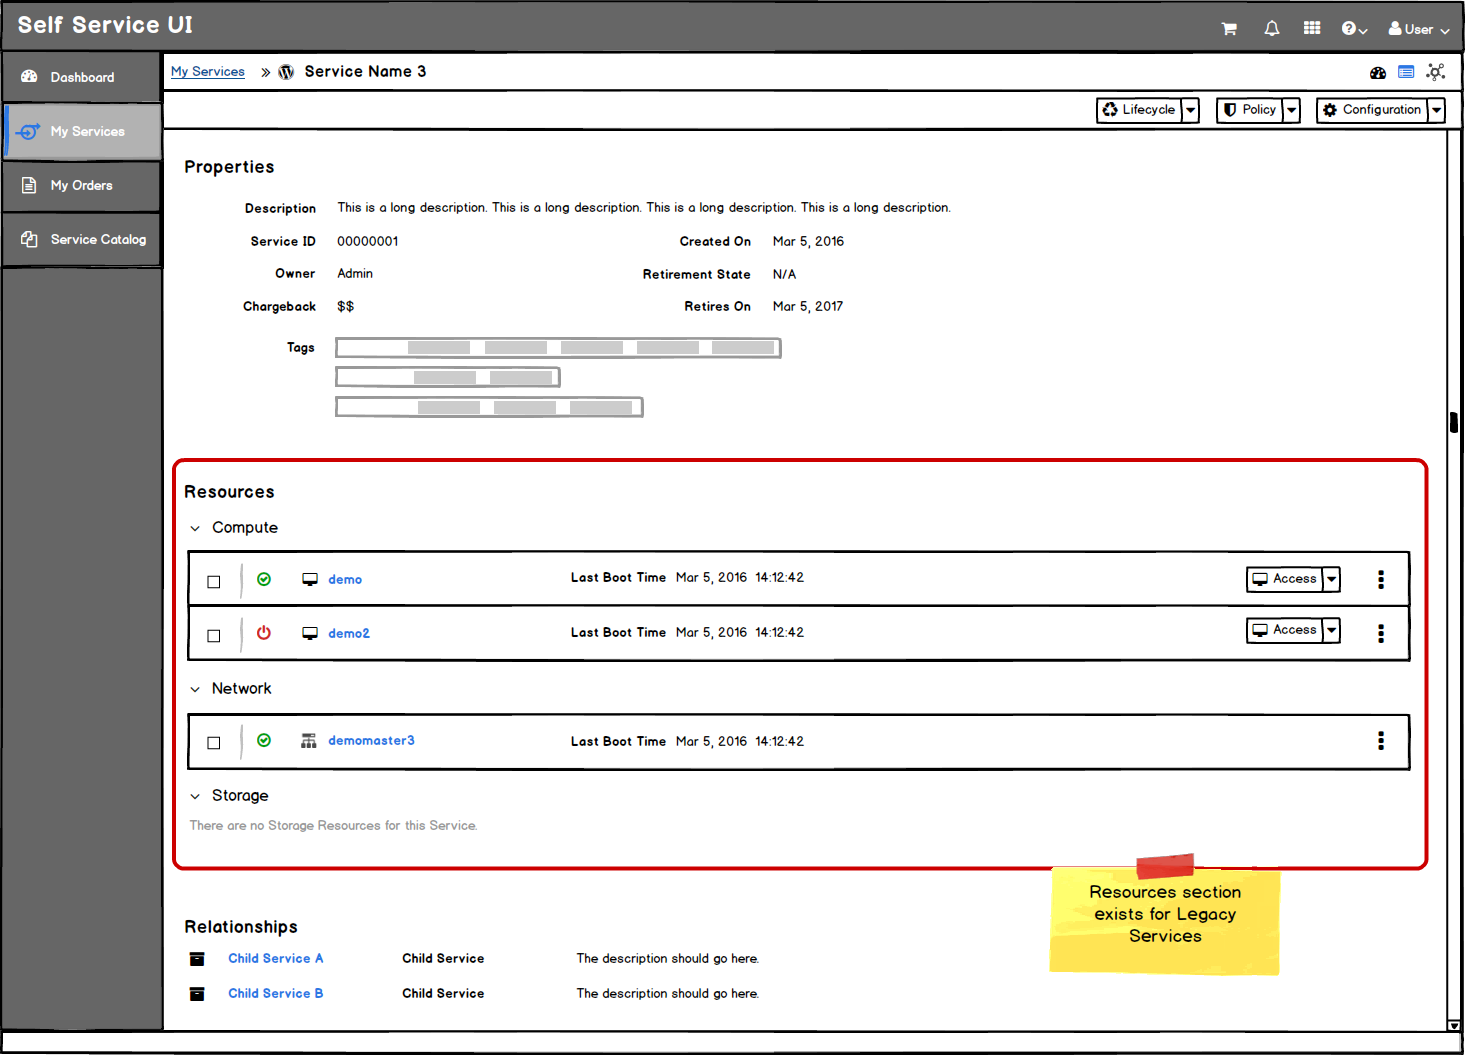 Self Service UI
User
Dashboard
My Services
My Orders
Service Catalog
My Services » Service Name 3
Lifecycle Policy Configuration
Properties
Description This is a long description. This is a long description. This is a long description. This is a long description.
Service ID 00000001 Created On Mar 5, 2016
Owner Admin Retirement State N/A
Chargeback $$ Retires On Mar 5, 2017
Tags
Resources
Compute
demo Last Boot Time Mar 5, 2016 14:12:42 Access
demo2 Last Boot Time Mar 5, 2016 14:12:42 Access
Network
demomaster3 Last Boot Time Mar 5, 2016 14:12:42
Storage
There are no Storage Resources for this Service.
Resources section
exists for Legacy
Services
Relationships
Child Service A Child Service The description should go here.
Child Service B Child Service The description should go here.